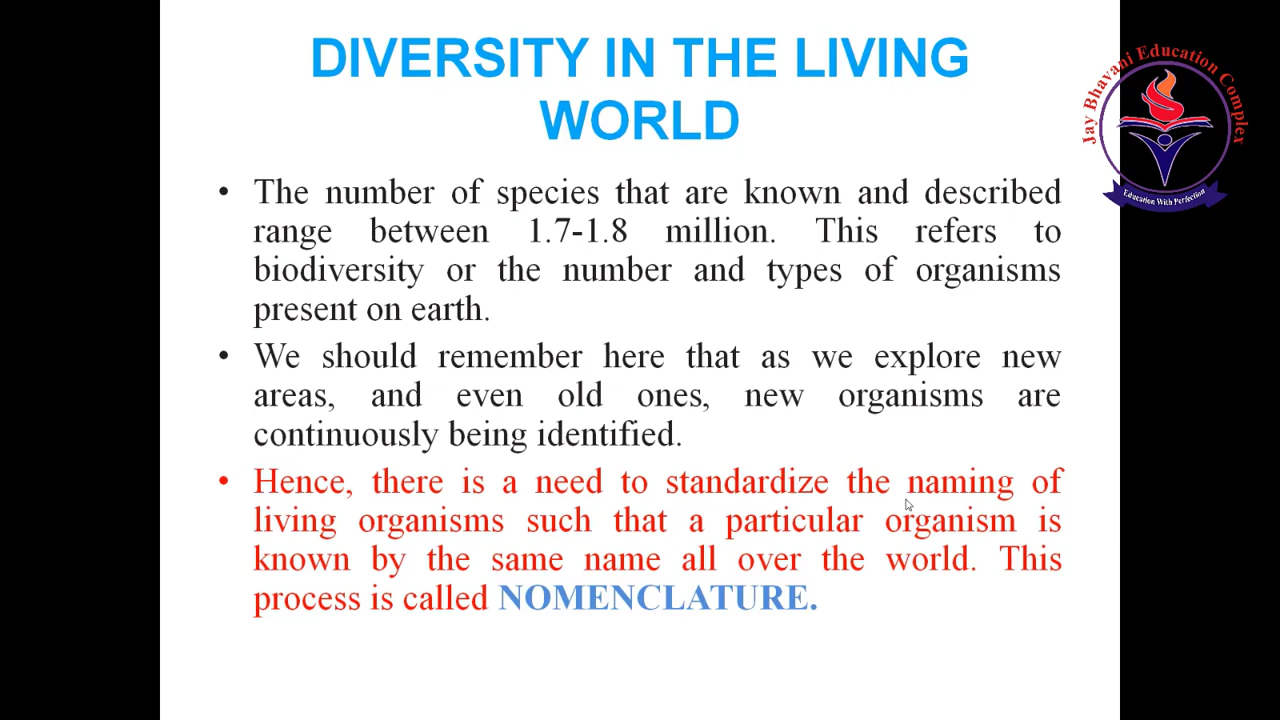 DIVERSITY IN THE LIVING
WORLD
Jay Bhavani Education Complex
Education With Perfection
• The number of species that are known and described
range between 1.7-1.8 million. This refers to
biodiversity or the number and types of organisms
present on earth.
• We should remember here that as we explore new
areas, and even old ones, new organisms are
continuously being identified.
• Hence, there is a need to standardize the naming of
living organisms such that a particular organism is
known by the same name all over the world. This
process is called NOMENCLATURE.